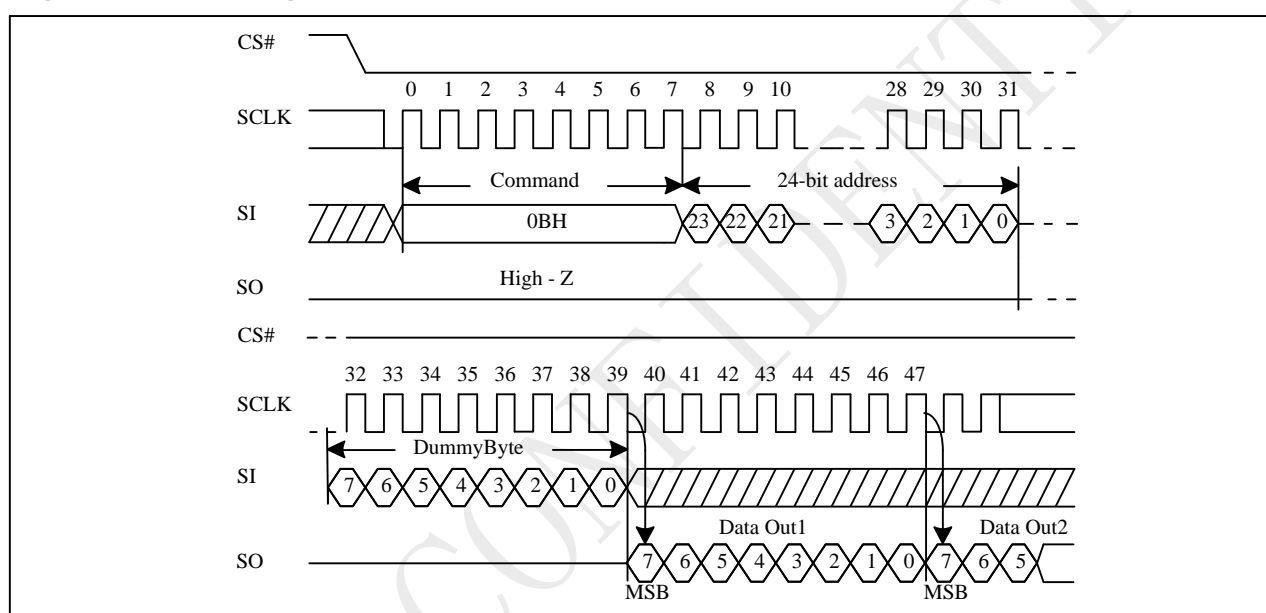 CS#
0 1 2 3 4 5 6 7 8 9 10 28 29 30 31
SCLK
Command 24-bit address
SI 0BH 23 22 21 3 2 1 0
High - Z
SO
CS#
32 33 34 35 36 37 38 39 40 41 42 43 44 45 46 47
SCLK
DummyByte
SI 7 6 5 4 3 2 1 0
Data Out1 Data Out2
SO 7 6 5 4 3 2 1 0 7 6 5
MSB MSB